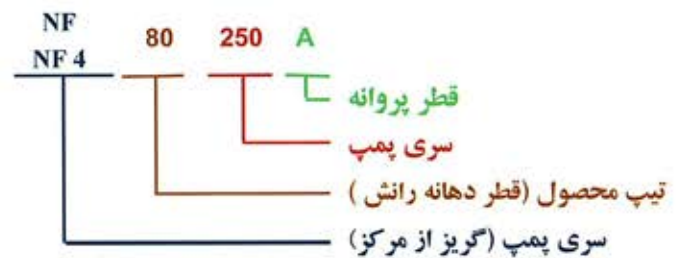 NF
NF 4
80
250
A
قطر پروانه
سری پمپ
تیپ محصول (قطر دهانه رانش )
سری پمپ (گریز از مرکز)